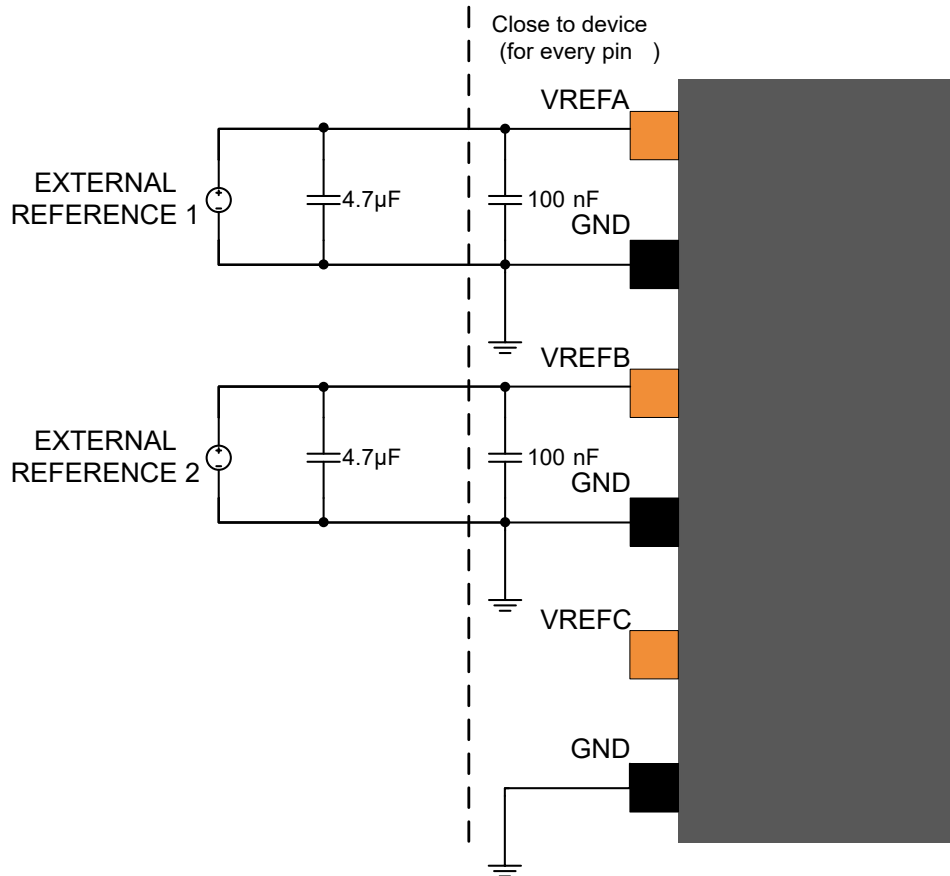 Close to device
(for every pin )
VREFA
EXTERNAL
REFERENCE 1
+
-
4.7µF
100 nF
GND
VREFB
EXTERNAL
REFERENCE 2
+
-
4.7µF
100 nF
GND
VREFC
GND